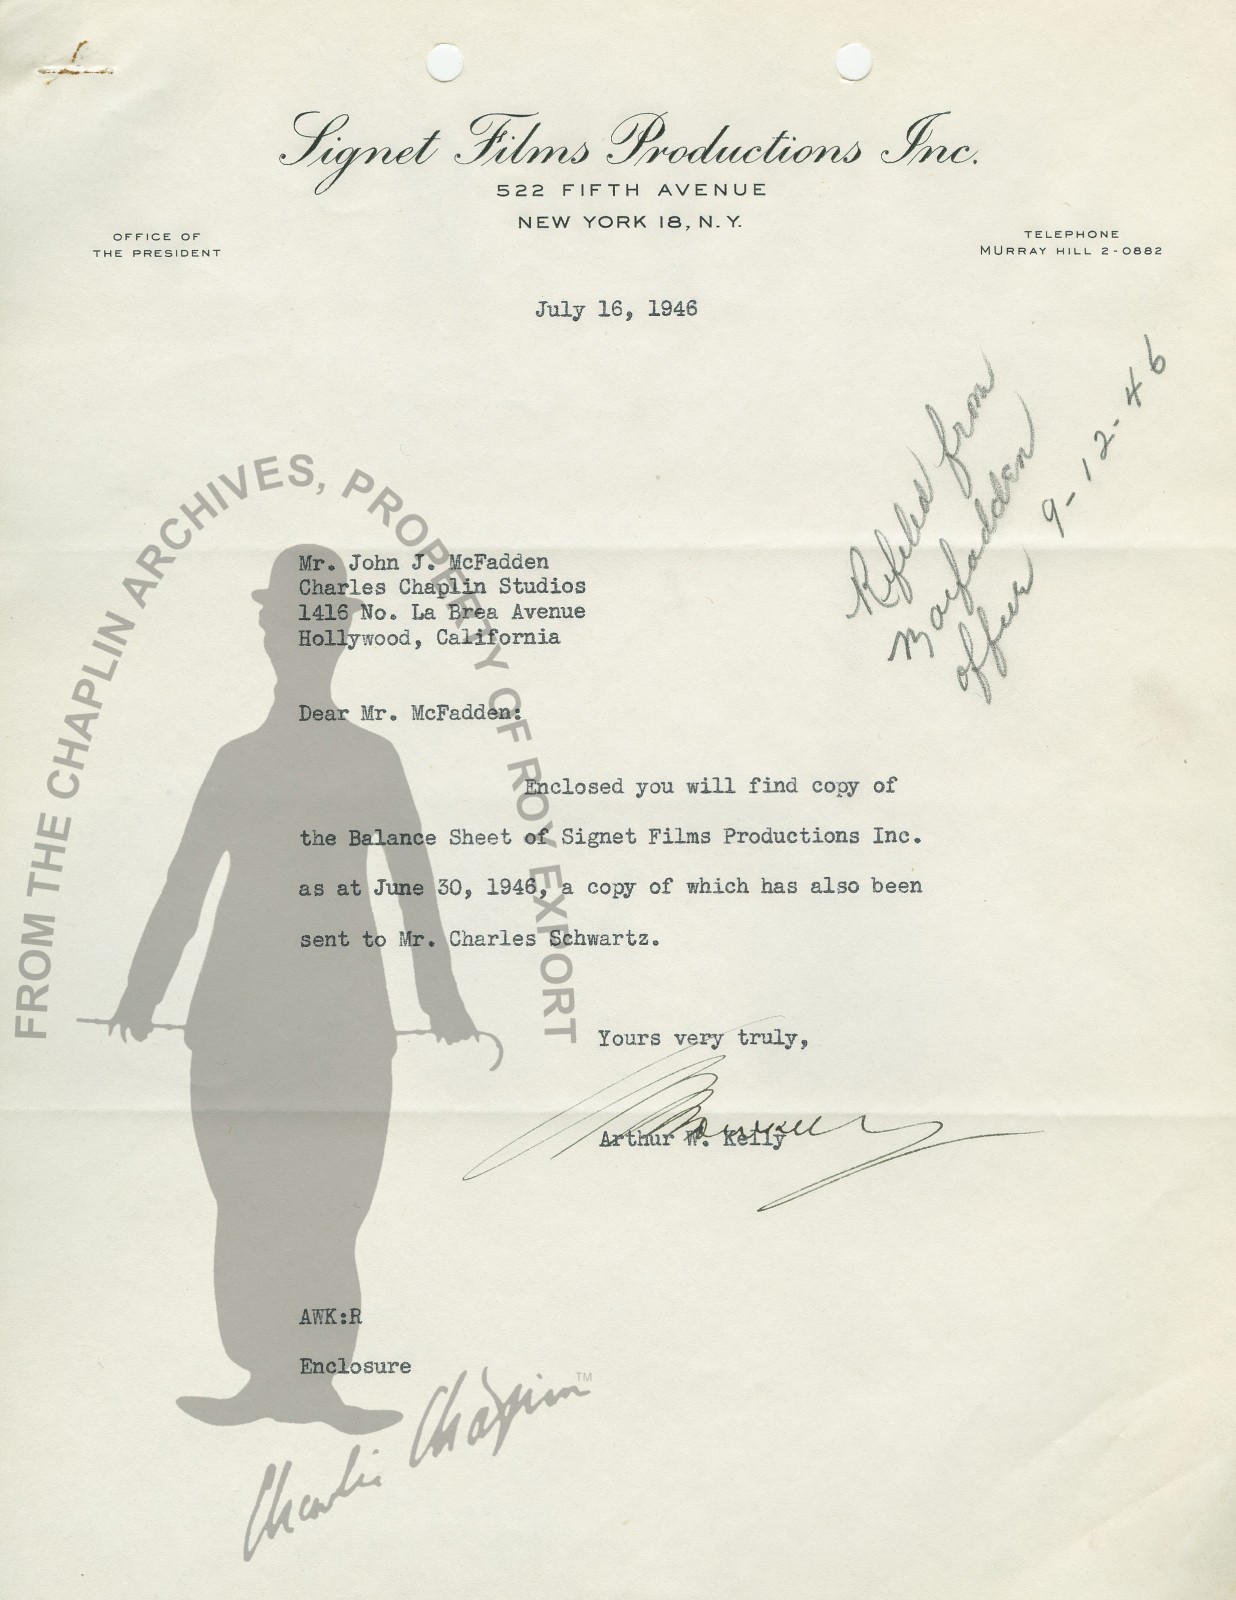 Signet Films Productions Inc.
522 FIFTH AVENUE
NEW YORK 18, N.Y.
OFFICE OF
THE PRESIDENT
TELEPHONE
MURRAY HILL 2-0882
July 16, 1946
Refiled from
Macfadden
office 9-12-46
Mr. John J. McFadden
Charles Chaplin Studios
1416 No. La Brea Avenue
Hollywood, California
Dear Mr. McFadden:
Enclosed you will find copy of
the Balance Sheet of Signet Films Productions Inc.
as at June 30, 1946, a copy of which has also been
sent to Mr. Charles Schwartz.
Yours very truly,
Arthur W. Kelly
AWK:R
Enclosure
FROM THE CHAPLIN ARCHIVES, PROPERTY OF ROY EXPORT
Charlie Chaplin™